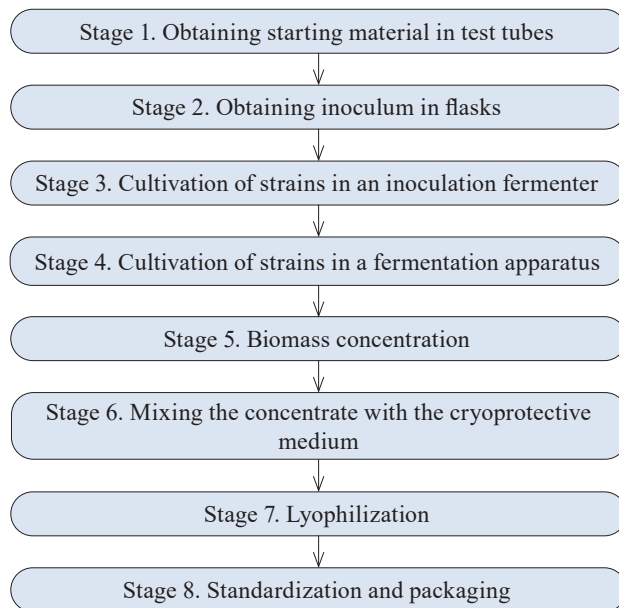 Stage 1. Obtaining starting material in test tubes
Stage 2. Obtaining inoculum in flasks
Stage 3. Cultivation of strains in an inoculation fermenter
Stage 4. Cultivation of strains in a fermentation apparatus
Stage 5. Biomass concentration
Stage 6. Mixing the concentrate with the cryoprotective
medium
Stage 7. Lyophilization
Stage 8. Standardization and packaging